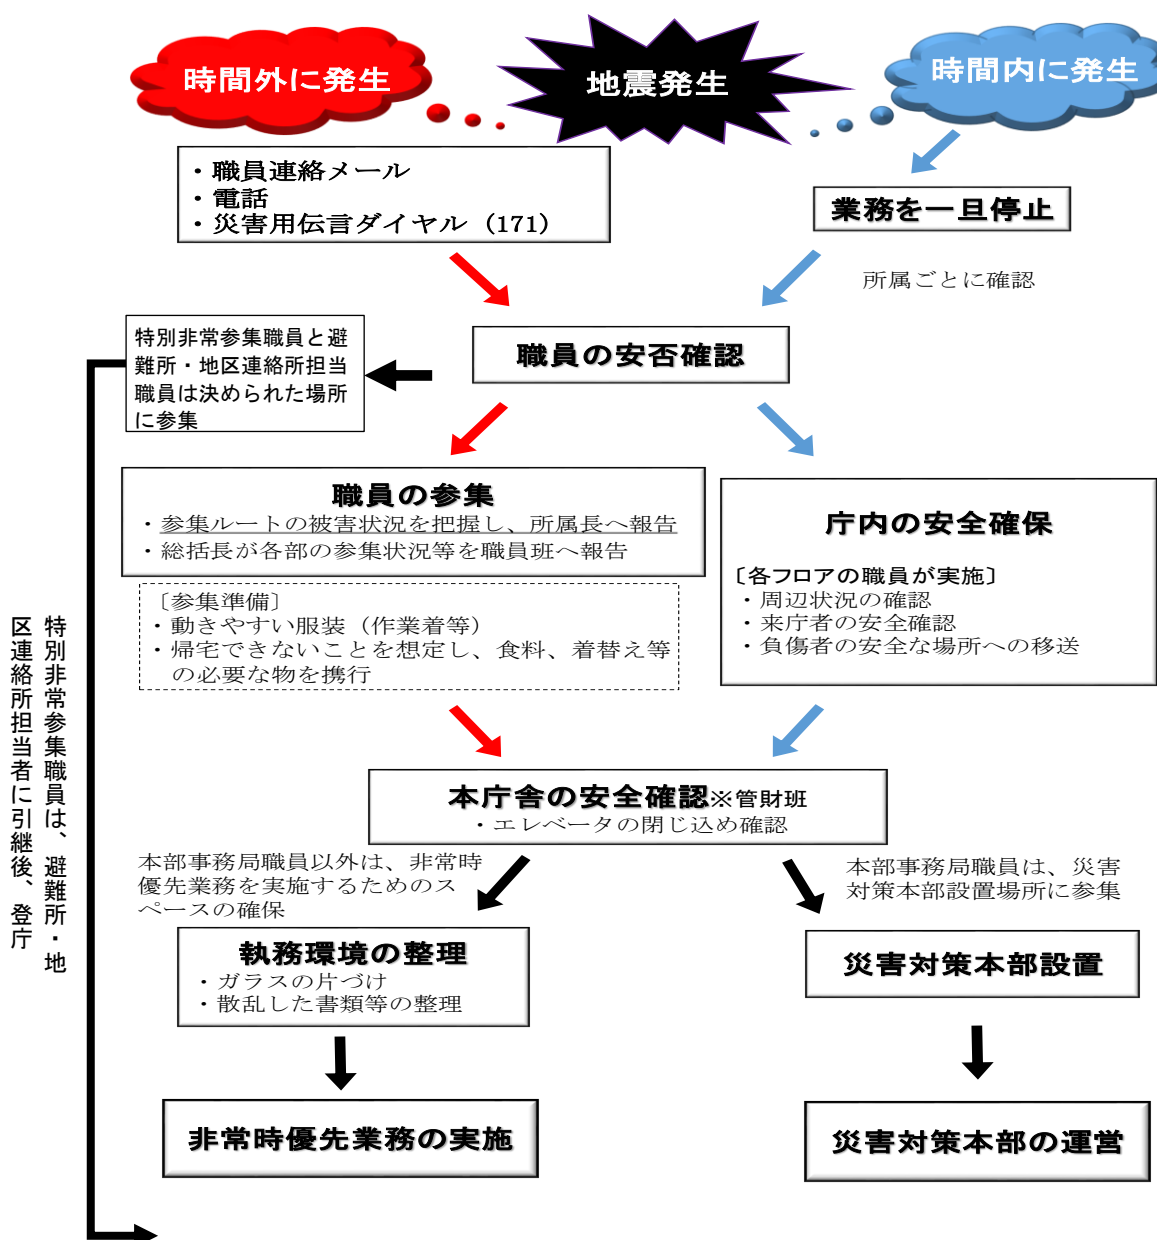 時間外に発生
地震発生
時間内に発生
・職員連絡メール
・電話
・災害用伝言ダイヤル（171）
業務を一旦停止
所属ごとに確認
職員の安否確認
特別非常参集職員と避
難所・地区連絡所担当
職員は決められた場所
に参集
職員の参集
・参集ルートの被害状況を把握し、所属長へ報告
・総括長が各部の参集状況等を職員班へ報告
〔参集準備〕
・動きやすい服装（作業着等）
・帰宅できないことを想定し、食料、着替え等
の必要な物を携行
庁内の安全確保
〔各フロアの職員が実施〕
・周辺状況の確認
・来庁者の安全確認
・負傷者の安全な場所への移送
特別非常参集職員は、避難所・地
区連絡所担当者に引継後、登庁
本庁舎の安全確認※管財班
・エレベータの閉じ込め確認
本部事務局職員以外は、非常時
優先業務を実施するためのス
ペースの確保
本部事務局職員は、災害
対策本部設置場所に参集
執務環境の整理
・ガラスの片づけ
・散乱した書類等の整理
災害対策本部設置
非常時優先業務の実施
災害対策本部の運営